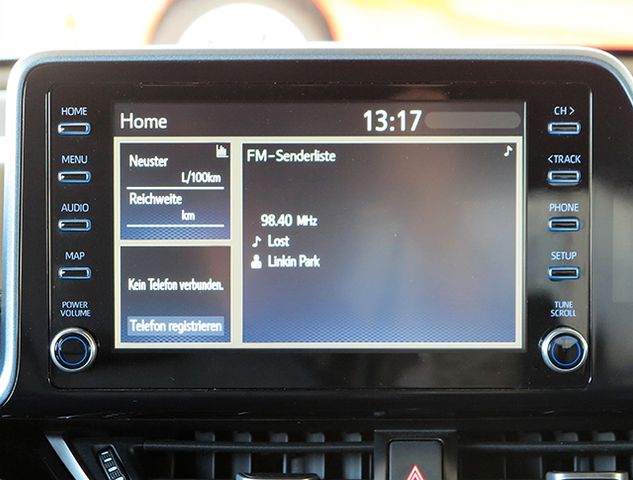 Home
13:17
HOME
MENU
AUDIO
MAP
POWER
VOLUME
Neuster
L/100km
Reichweite
km
Kein Telefon verbunden.
Telefon registrieren
FM-Senderliste
98.40 MHz
Lost
Linkin Park
CH >
<TRACK
PHONE
SETUP
TUNE
SCROLL